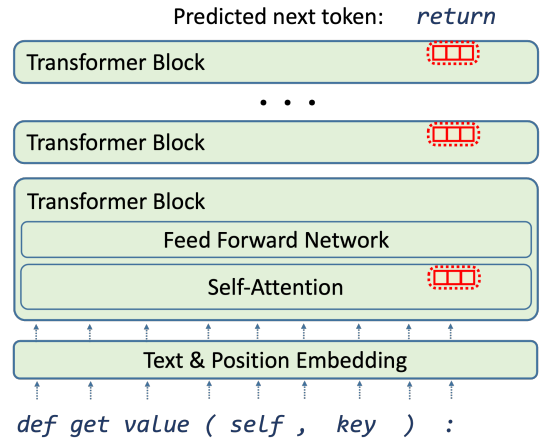 Predicted next token: return
Transformer Block
. . .
Transformer Block
Transformer Block
Feed Forward Network
Self-Attention
Text & Position Embedding
def get value ( self , key ) :